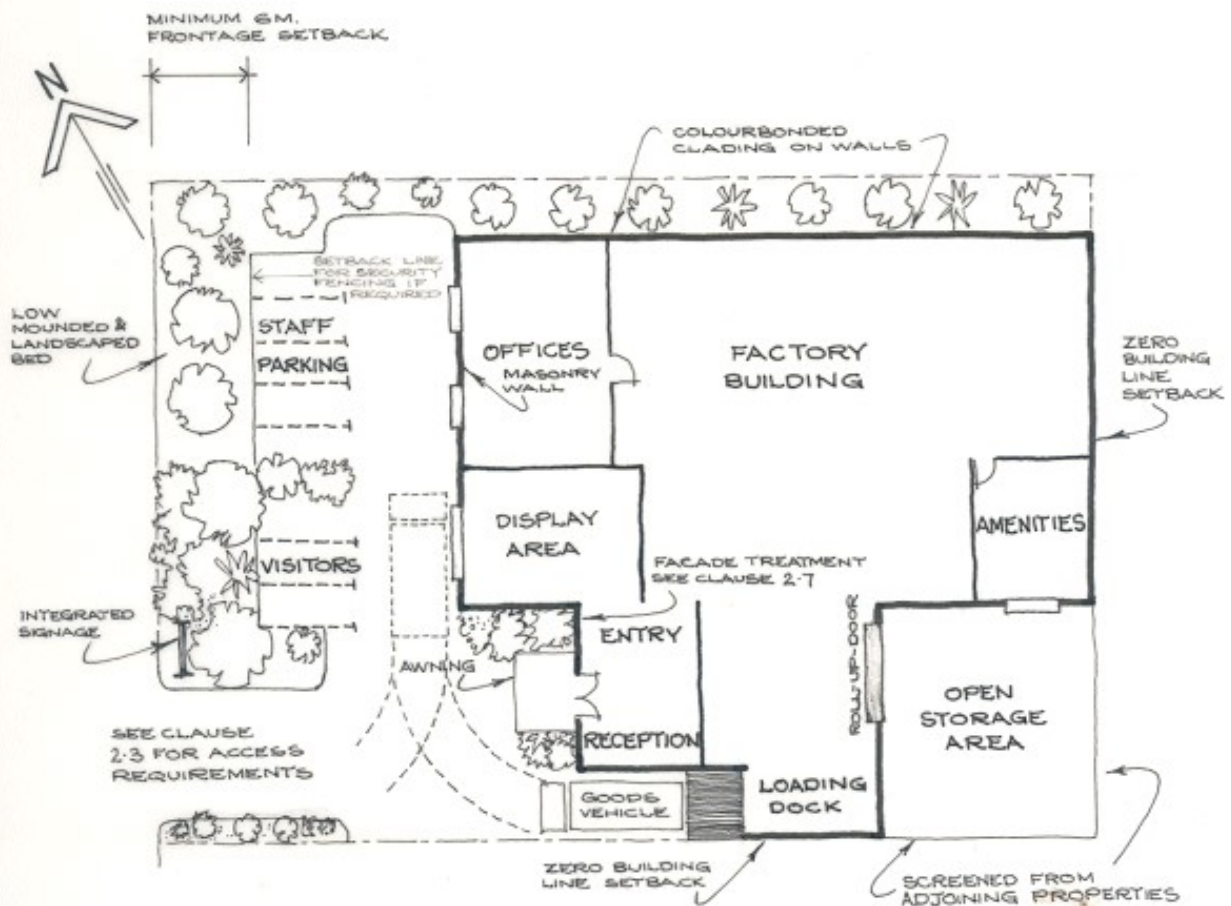 MINIMUM 6M.
FRONTAGE SETBACK
N
COLOURBONDED
CLADING ON WALLS
SETBACK LINE
FOR SECURITY
FENCING IF
REQUIRED
LOW
MOUNDED &
LANDSCAPED
BED
STAFF
PARKING
OFFICES
MASONRY
WALL
FACTORY
BUILDING
ZERO
BUILDING
LINE
SETBACK
DISPLAY
AREA
AMENITIES
VISITORS
FACADE TREATMENT
SEE CLAUSE 2.7
INTEGRATED
SIGNAGE
ENTRY
AWNING
ROLL-UP-DOOR
OPEN
STORAGE
AREA
SEE CLAUSE
2.3 FOR ACCESS
REQUIREMENTS
RECEPTION
GOODS
VEHICLE
LOADING
DOCK
ZERO BUILDING
LINE SETBACK
SCREENED FROM
ADJOINING PROPERTIES